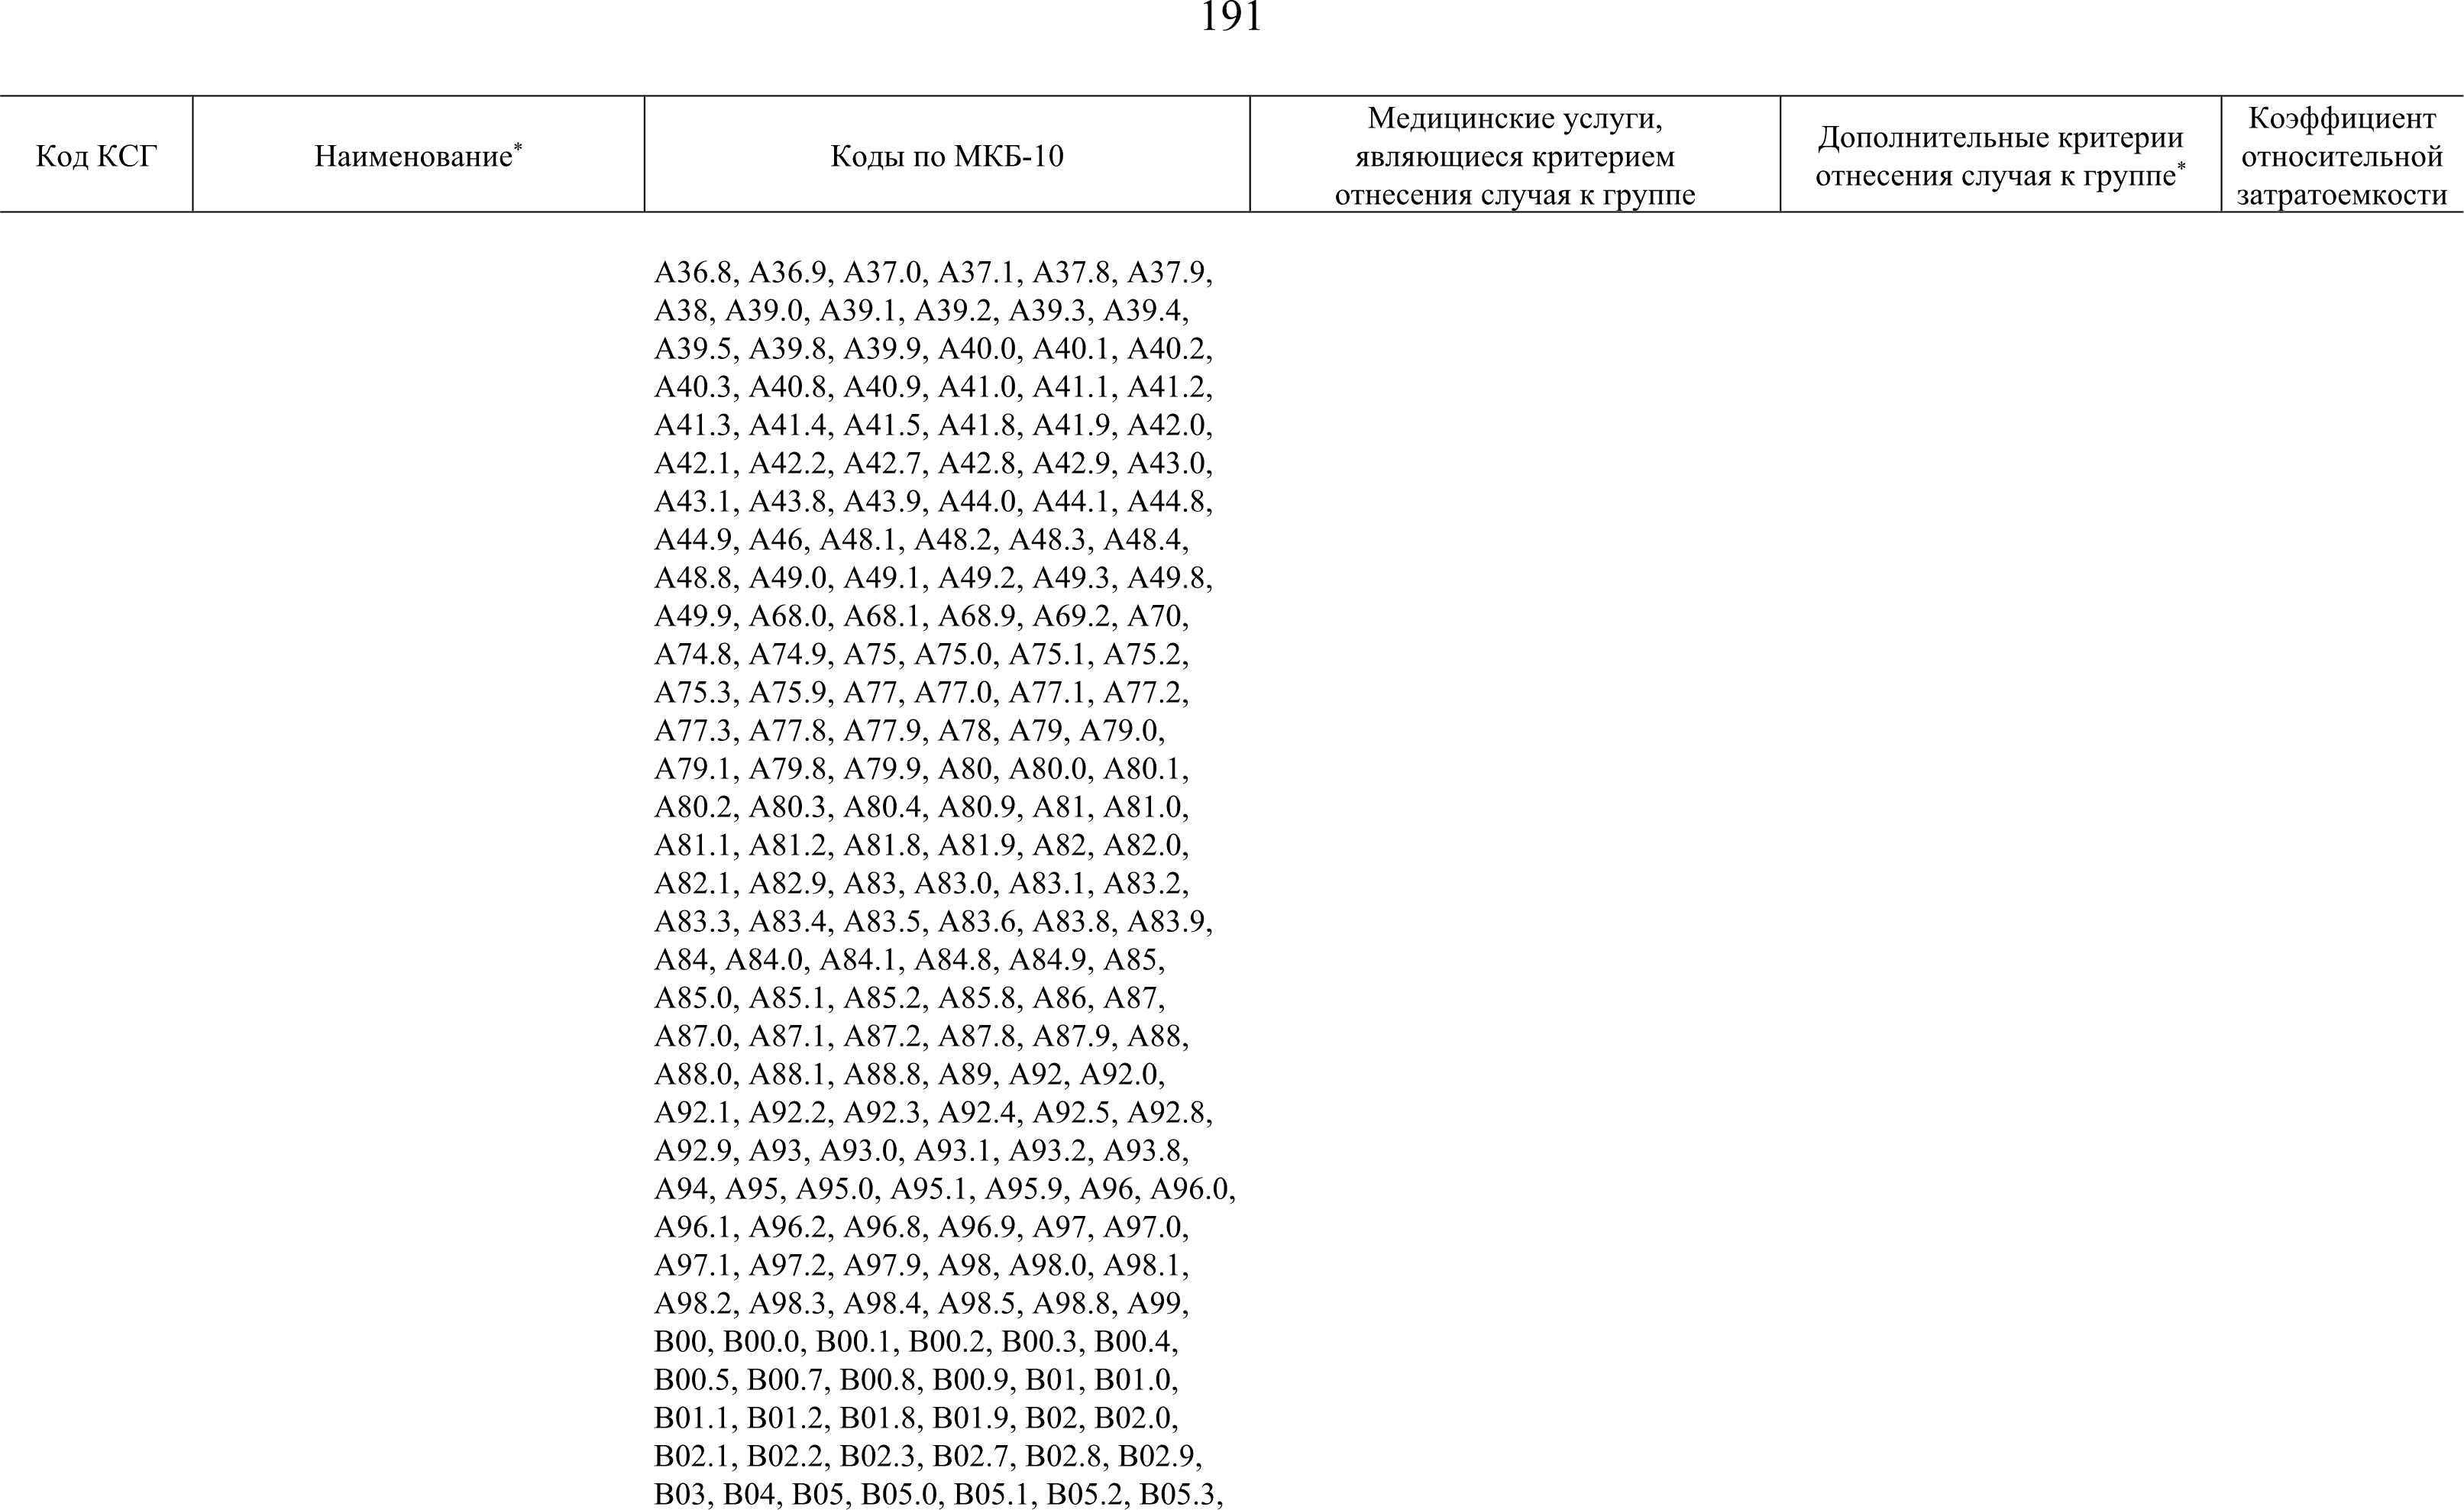 191
Код КСГ
Наименование*
Коды по МКБ-10
Медицинские услуги,
являющиеся критерием
отнесения случая к группе
Дополнительные критерии
отнесения случая к группе*
Коэффициент
относительной
затратоемкости
A36.8, A36.9, A37.0, A37.1, A37.8, A37.9,
A38, A39.0, A39.1, A39.2, A39.3, A39.4,
A39.5, A39.8, A39.9, A40.0, A40.1, A40.2,
A40.3, A40.8, A40.9, A41.0, A41.1, A41.2,
A41.3, A41.4, A41.5, A41.8, A41.9, A42.0,
A42.1, A42.2, A42.7, A42.8, A42.9, A43.0,
A43.1, A43.8, A43.9, A44.0, A44.1, A44.8,
A44.9, A46, A48.1, A48.2, A48.3, A48.4,
A48.8, A49.0, A49.1, A49.2, A49.3, A49.8,
A49.9, A68.0, A68.1, A68.9, A69.2, A70,
A74.8, A74.9, A75, A75.0, A75.1, A75.2,
A75.3, A75.9, A77, A77.0, A77.1, A77.2,
A77.3, A77.8, A77.9, A78, A79, A79.0,
A79.1, A79.8, A79.9, A80, A80.0, A80.1,
A80.2, A80.3, A80.4, A80.9, A81, A81.0,
A81.1, A81.2, A81.8, A81.9, A82, A82.0,
A82.1, A82.9, A83, A83.0, A83.1, A83.2,
A83.3, A83.4, A83.5, A83.6, A83.8, A83.9,
A84, A84.0, A84.1, A84.8, A84.9, A85,
A85.0, A85.1, A85.2, A85.8, A86, A87,
A87.0, A87.1, A87.2, A87.8, A87.9, A88,
A88.0, A88.1, A88.8, A89, A92, A92.0,
A92.1, A92.2, A92.3, A92.4, A92.5, A92.8,
A92.9, A93, A93.0, A93.1, A93.2, A93.8,
A94, A95, A95.0, A95.1, A95.9, A96, A96.0,
A96.1, A96.2, A96.8, A96.9, A97, A97.0,
A97.1, A97.2, A97.9, A98, A98.0, A98.1,
A98.2, A98.3, A98.4, A98.5, A98.8, A99,
B00, B00.0, B00.1, B00.2, B00.3, B00.4,
B00.5, B00.7, B00.8, B00.9, B01, B01.0,
B01.1, B01.2, B01.8, B01.9, B02, B02.0,
B02.1, B02.2, B02.3, B02.7, B02.8, B02.9,
B03, B04, B05, B05.0, B05.1, B05.2, B05.3,